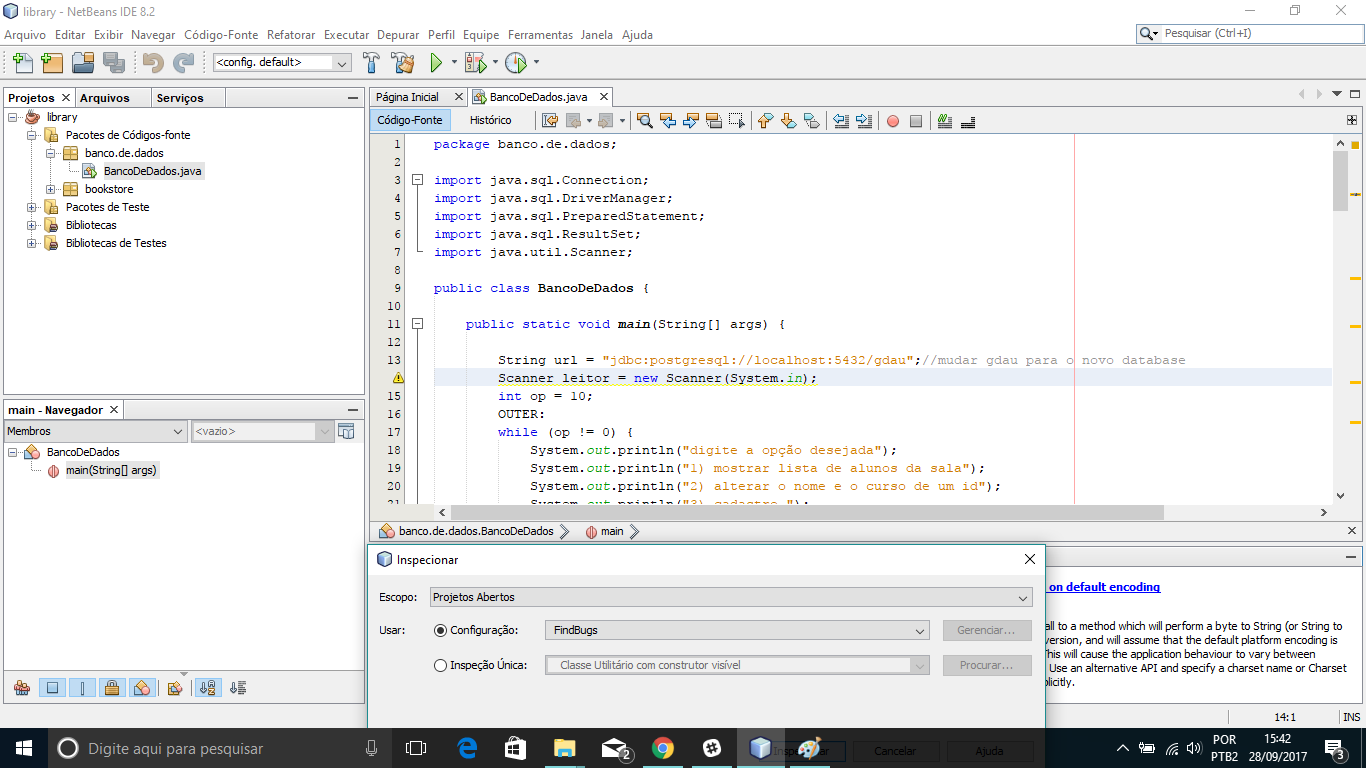 library - NetBeans IDE 8.2
Arquivo Editar Exibir Navegar Código-Fonte Refatorar Executar Depurar Perfil Equipe Ferramentas Janela Ajuda
Pesquisar (Ctrl+I)
<config. default>
Projetos Arquivos Serviços
library
Pacotes de Códigos-fonte
banco.de.dados
BancoDeDados.java
bookstore
Pacotes de Teste
Bibliotecas
Bibliotecas de Testes
main - Navegador
Membros <vazio>
BancoDeDados
main(String[] args)
Página Inicial BancoDeDados.java
Código-Fonte Histórico
1 package banco.de.dados;
2
3 import java.sql.Connection;
4 import java.sql.DriverManager;
5 import java.sql.PreparedStatement;
6 import java.sql.ResultSet;
7 import java.util.Scanner;
8
9 public class BancoDeDados {
10
11 public static void main(String[] args) {
12
13 String url = "jdbc:postgresql://localhost:5432/gdau";//mudar gdau para o novo database
Scanner leitor = new Scanner(System.in);
15 int op = 10;
16 OUTER:
17 while (op != 0) {
18 System.out.println("digite a opção desejada");
19 System.out.println("1) mostrar lista de alunos da sala");
20 System.out.println("2) alterar o nome e o curso de um id");
21 System.out.println("3) cadastro ");
banco.de.dados.BancoDeDados main
Inspecionar
Escopo: Projetos Abertos
Usar: Configuração: FindBugs Gerenciar...
Inspeção Única: Classe Utilitário com construtor visível Procurar...
Inspecionar Cancelar Ajuda
on default encoding
all to a method which will perform a byte to String (or String to
version, and will assume that the default platform encoding is
This will cause the application behaviour to vary between
Use an alternative API and specify a charset name or Charset
plicitly.
14:1 INS
Digite aqui para pesquisar
2
POR
PTB2
15:42
28/09/2017
3